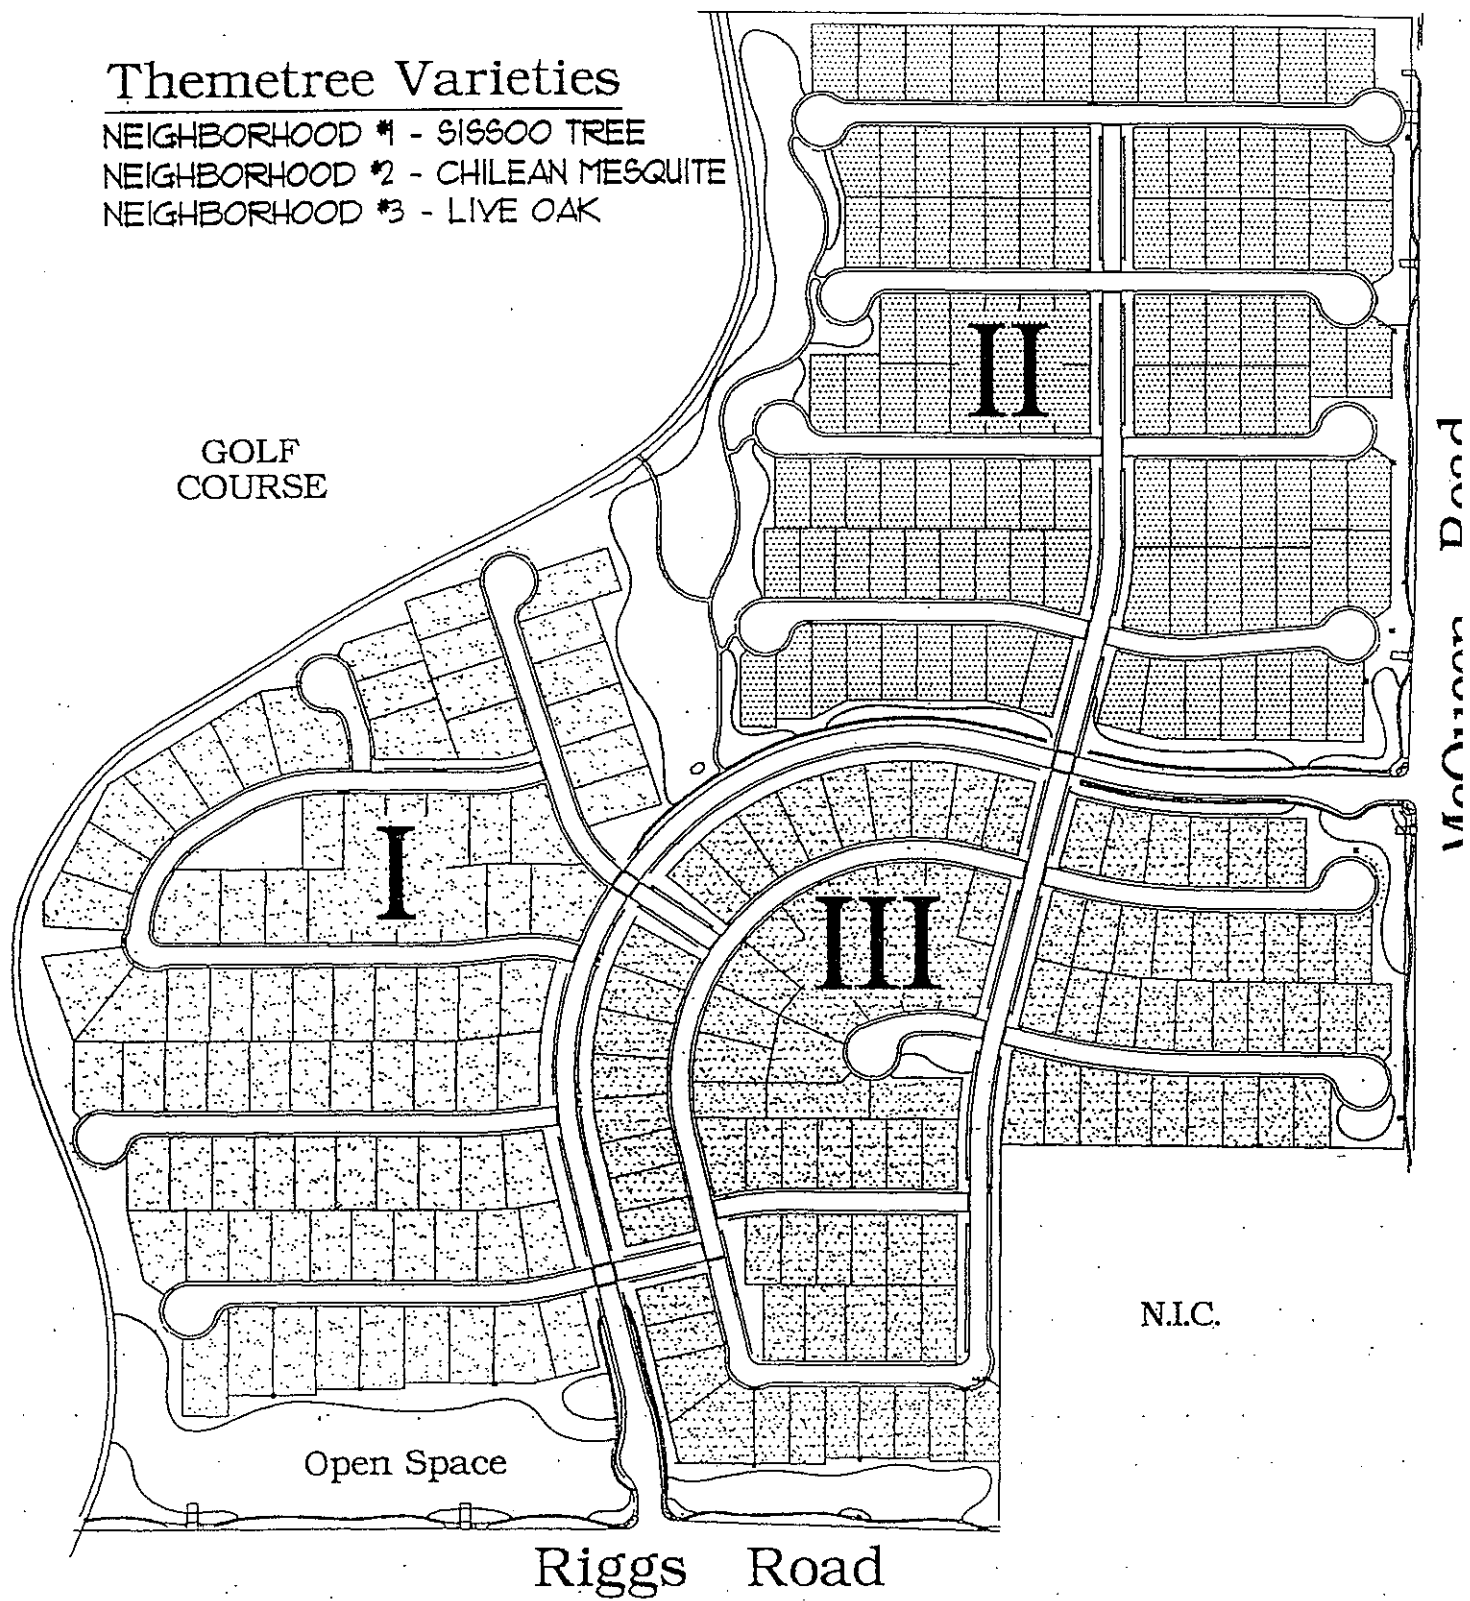 Themetree Varieties
NEIGHBORHOOD #1 - SISSOO TREE
NEIGHBORHOOD #2 - CHILEAN MESQUITE
NEIGHBORHOOD #3 - LIVE OAK
II
GOLF
COURSE
I
III
N.I.C.
Open Space
Riggs Road